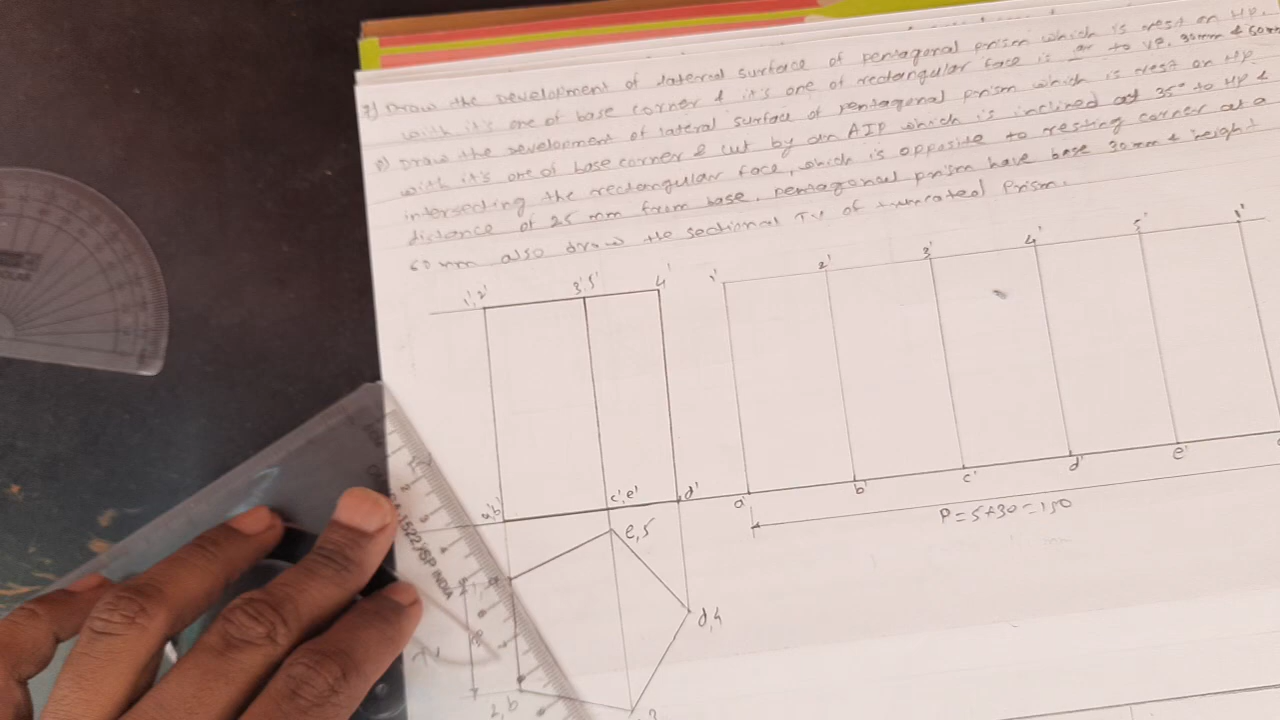 7) Draw the Development of lateral surface of pentagonal prism which is rest on HP.
with it's one of base corner & it's one of rectangular face is to VP. 30mm & 60mm
8) Draw the Development of lateral surface of pentagonal prism which is rest on HP
with it's one of base corner & cut by an AIP which is inclined at 35° to HP &
intersecting the rectangular face, which is opposite to resting corner at a
distance of 25 mm from base. pentagonal prism have base 30mm & height
60 mm also draw the sectional TV of truncated Prism.
1',2' 3',5' 4' 1' 2' 3' 4' 5' 1'
a',b' c',e' d' a' b' c' d' e'
P=5+30=150
e,5
d,4
2,b
1522/SP INDIA